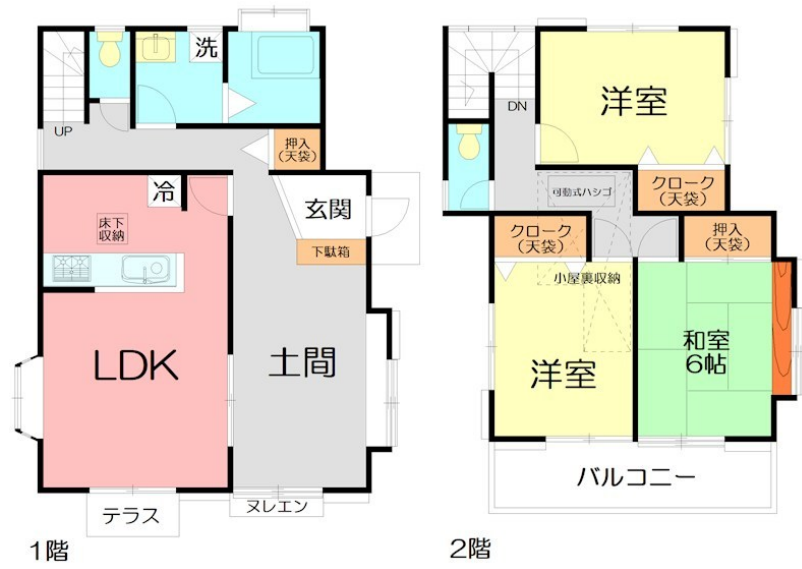 洗
UP
押入
(天袋)
冷
玄関
床下
収納
下駄箱
LDK
土間
テラス
ヌレエン
1階
洋室
DN
可動式ハシゴ
クローク
(天袋)
クローク
(天袋)
押入
(天袋)
小屋裏収納
洋室
和室
6帖
バルコニー
2階